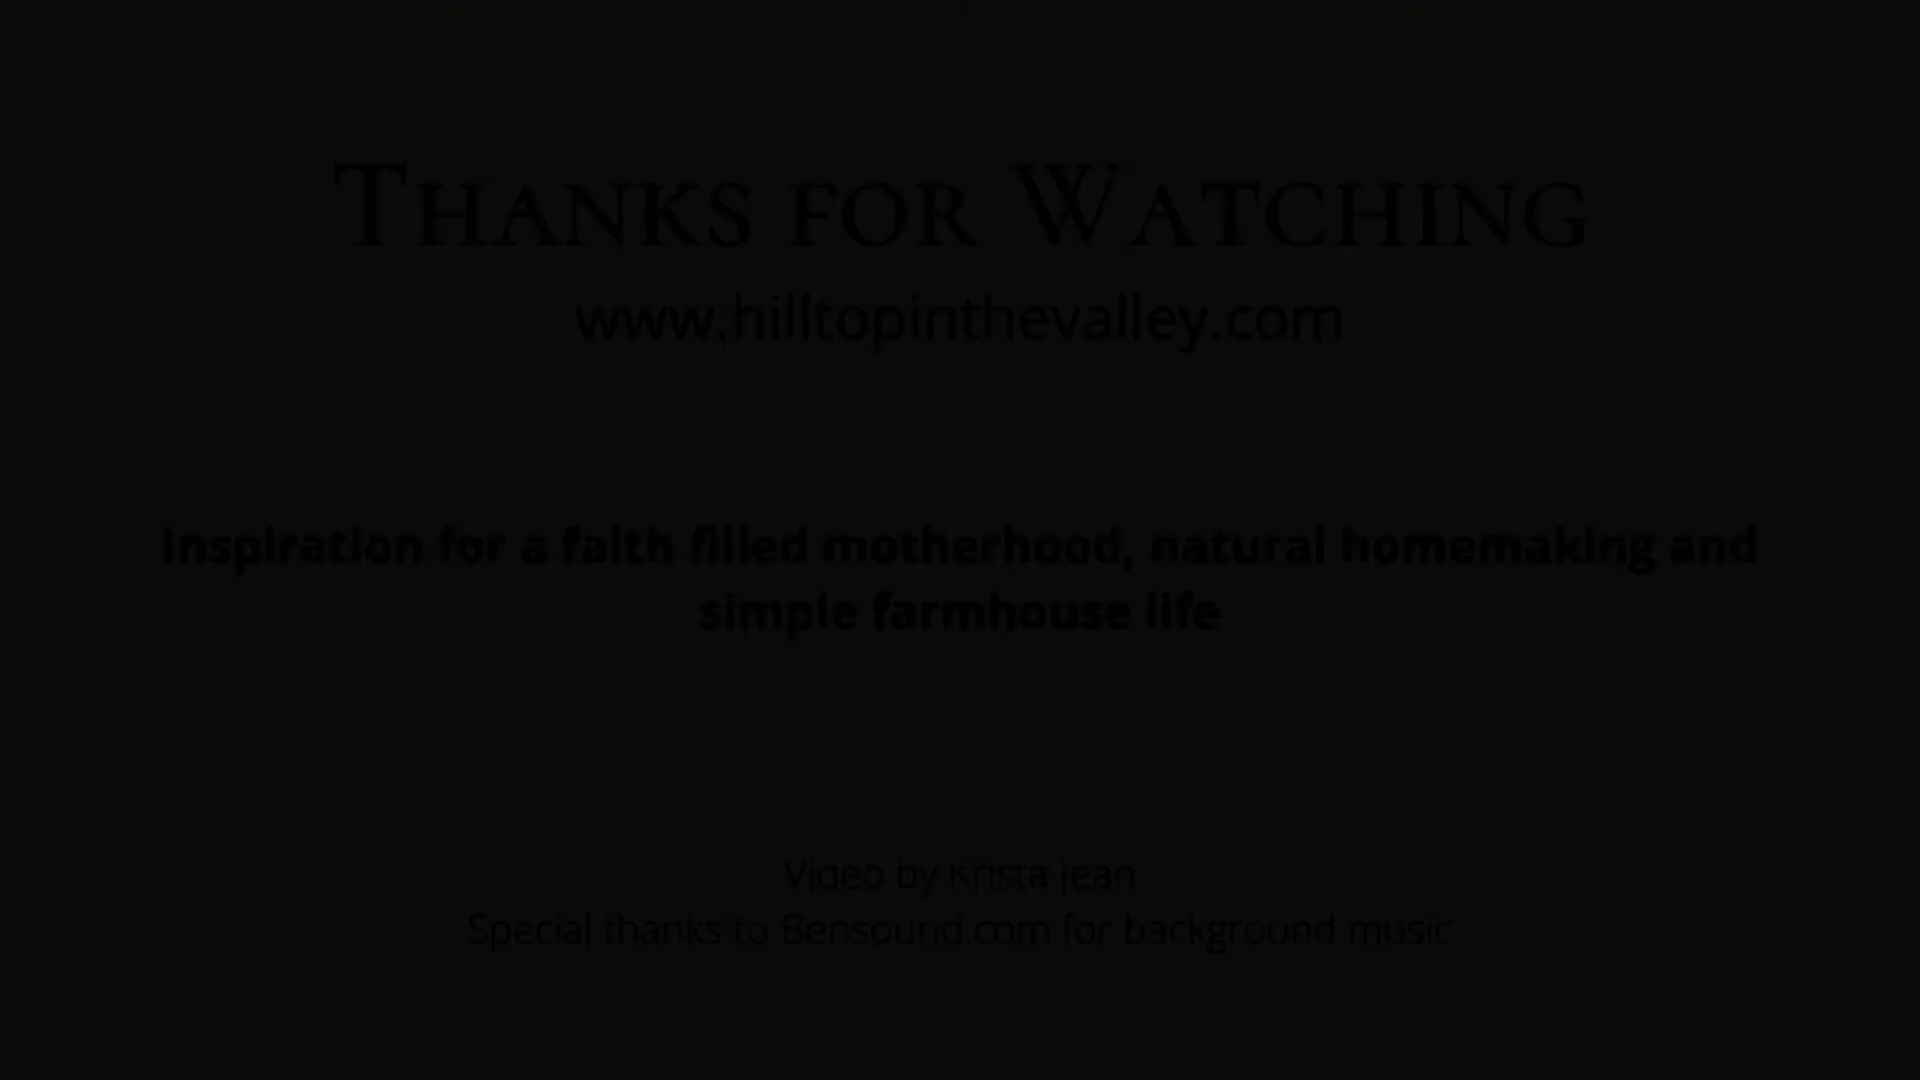 Thanks for Watching
www.hilltopinthevalley.com
inspiration for a faith filled motherhood, natural homemaking and
simple farmhouse life
Video by Krista Jean
Special thanks to Bensound.com for background music